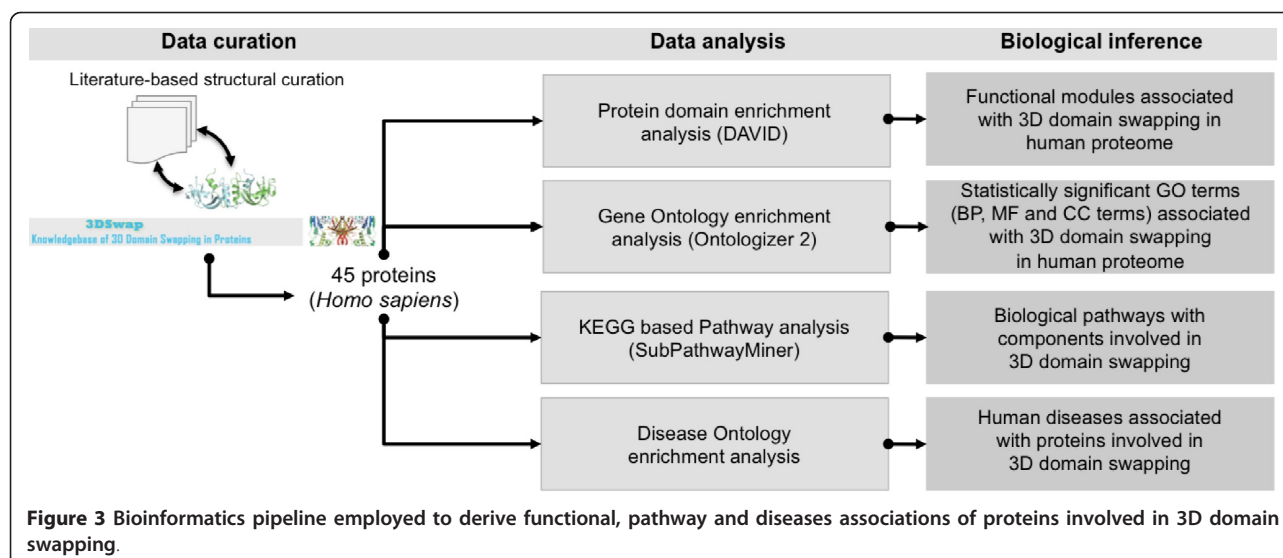 Data curation
Data analysis
Biological inference
Literature-based structural curation
3DSwap
Knowledgebase of 3D Domain Swapping in Proteins
45 proteins
(Homo sapiens)
Protein domain enrichment
analysis (DAVID)
Functional modules associated
with 3D domain swapping in
human proteome
Gene Ontology enrichment
analysis (Ontologizer 2)
Statistically significant GO terms
(BP, MF and CC terms) associated
with 3D domain swapping
in human proteome
KEGG based Pathway analysis
(SubPathwayMiner)
Biological pathways with
components involved in
3D domain swapping
Disease Ontology
enrichment analysis
Human diseases associated
with proteins involved in
3D domain swapping
Figure 3 Bioinformatics pipeline employed to derive functional, pathway and diseases associations of proteins involved in 3D domain
swapping.